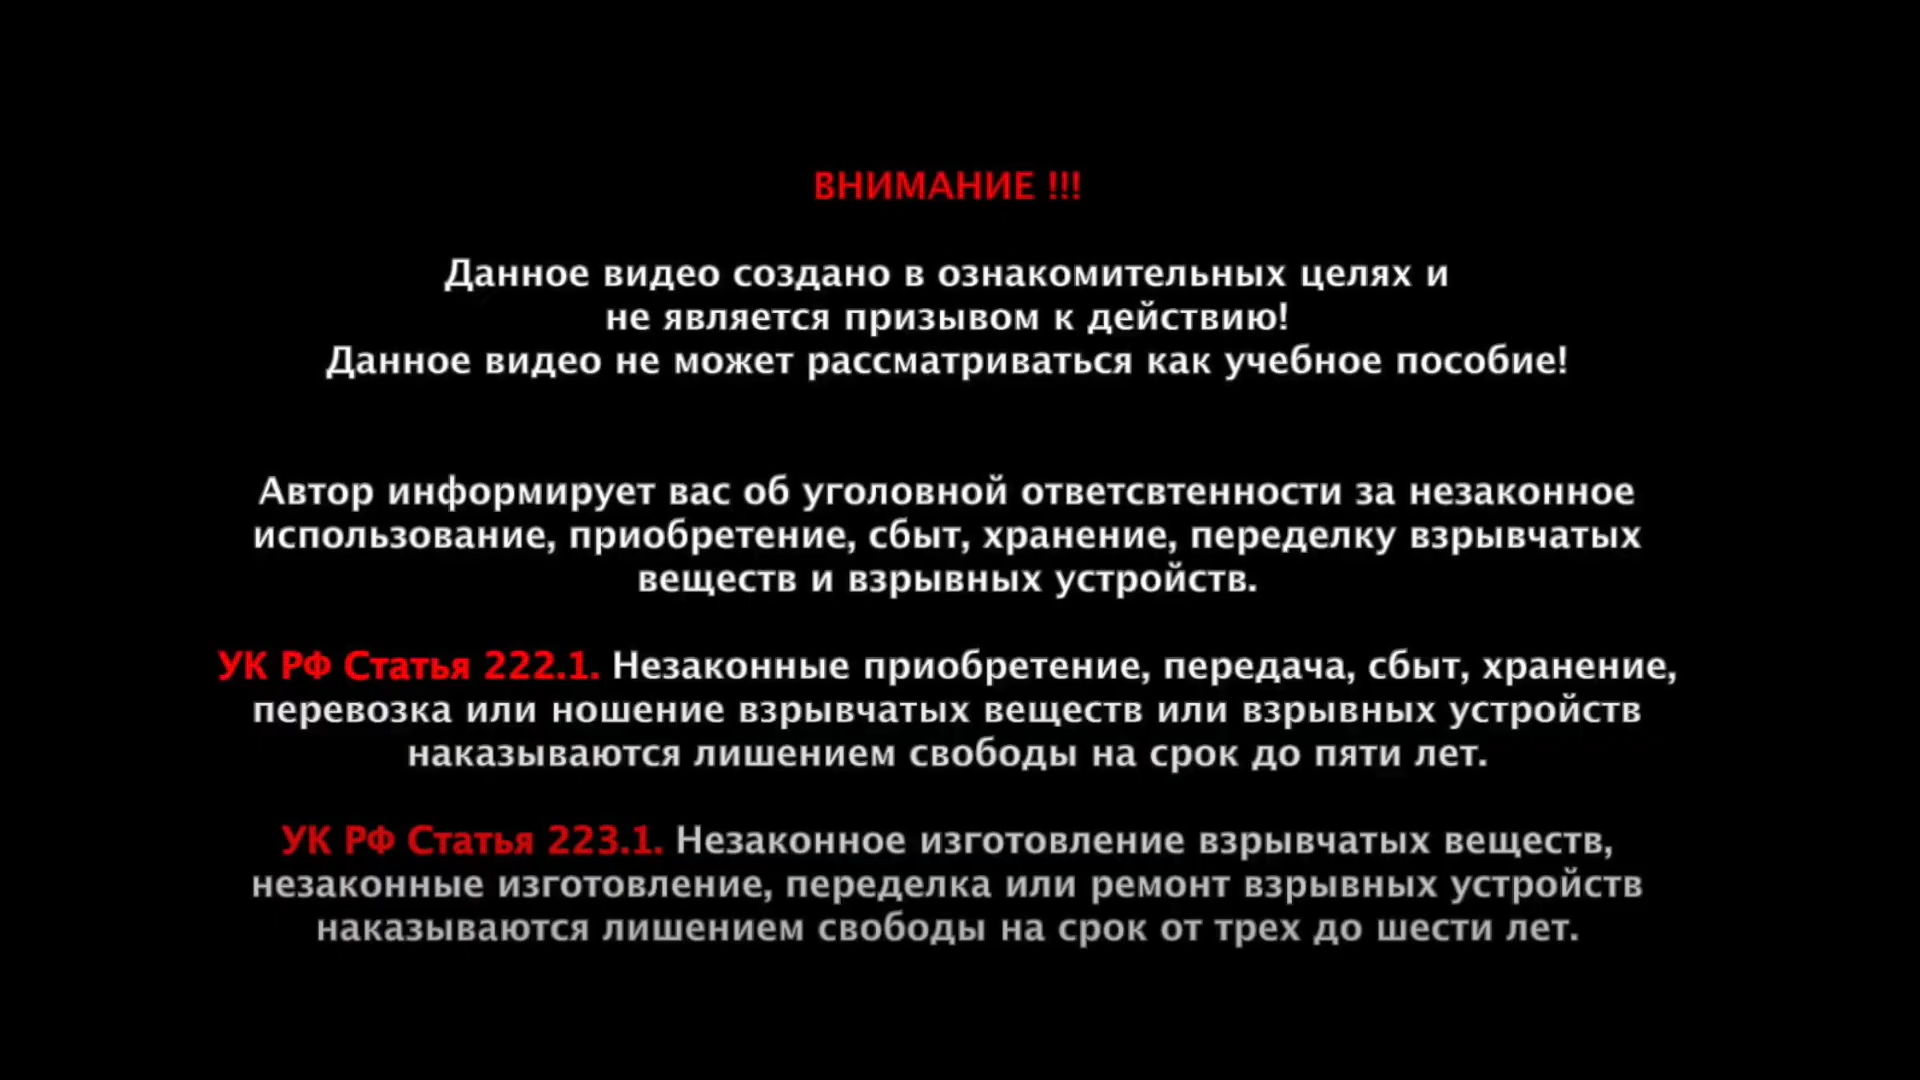 ВНИМАНИЕ !!!
Данное видео создано в ознакомительных целях и
не является призывом к действию!
Данное видео не может рассматриваться как учебное пособие!
Автор информирует вас об уголовной ответсвтенности за незаконное
использование, приобретение, сбыт, хранение, переделку взрывчатых
веществ и взрывных устройств.
УК РФ Статья 222.1. Незаконные приобретение, передача, сбыт, хранение,
перевозка или ношение взрывчатых веществ или взрывных устройств
наказываются лишением свободы на срок до пяти лет.
УК РФ Статья 223.1. Незаконное изготовление взрывчатых веществ,
незаконные изготовление, переделка или ремонт взрывных устройств
наказываются лишением свободы на срок от трех до шести лет.